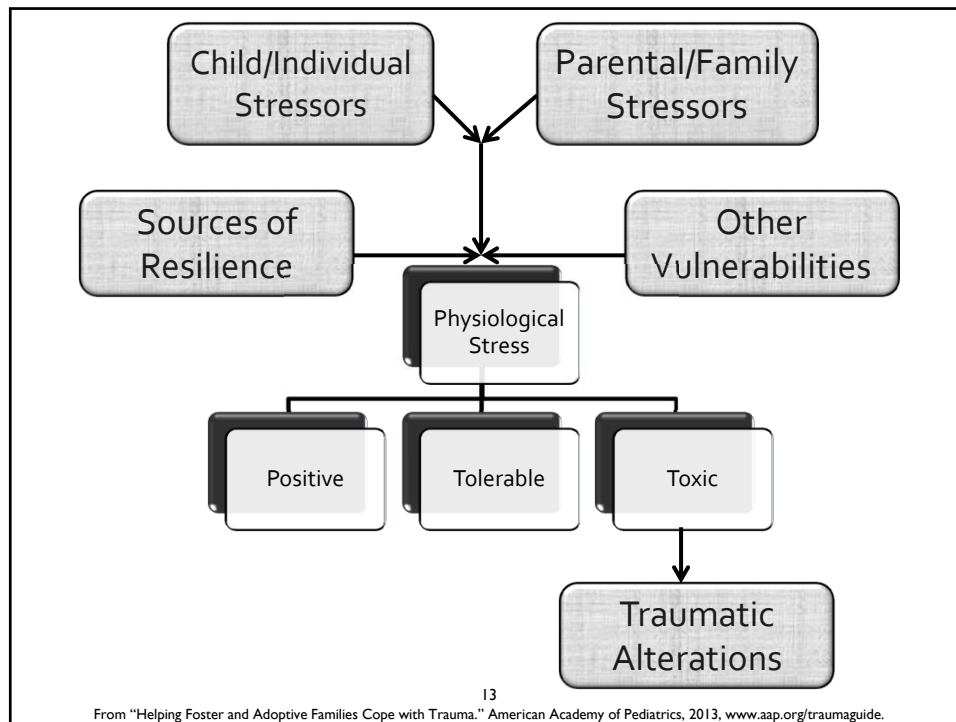 Child/Individual
Stressors
Parental/Family
Stressors
Sources of
Resilience
Other
Vulnerabilities
Physiological
Stress
Positive
Tolerable
Toxic
Traumatic
Alterations
13
From “Helping Foster and Adoptive Families Cope with Trauma.” American Academy of Pediatrics, 2013, www.aap.org/traumaguide.